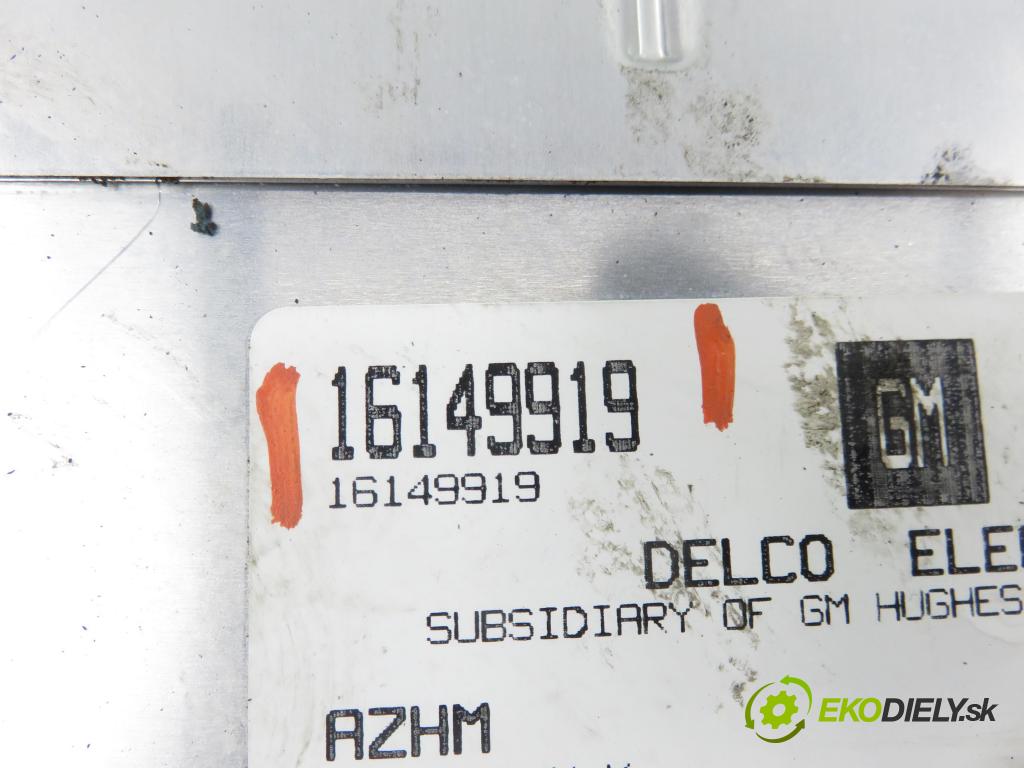 16149919
GM
16149919
DELCO
SUBSIDIARY OF GM HUGHES
AZHM
EKODIELY.sk